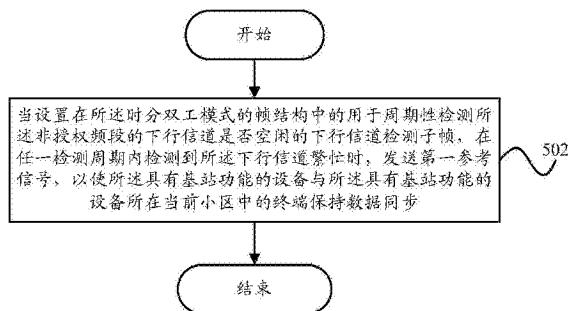 开始
当设置在所述时分双工模式的帧结构中的用于周期性检测所
述非授权频段的下行信道是否空闲的下行信道检测子帧，在
任一检测周期内检测到所述下行信道繁忙时，发送第一参考
信号，以使所述具有基站功能的设备与所述具有基站功能的
设备所在当前小区中的终端保持数据同步
502
结束